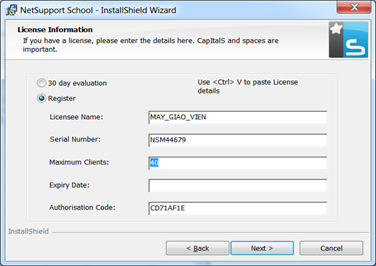 NetSupport School - InstallShield Wizard
License Information
If you have a license, please enter the details here. CapItalS and spaces are
important.
30 day evaluation
Use <Ctrl> V to paste License
details
Register
Licensee Name:
MAY_GIAO_VIEN
Serial Number:
NSM44679
Maximum Clients:
40
Expiry Date:
Authorisation Code:
CD71AF1E
InstallShield
< Back
Next >
Cancel